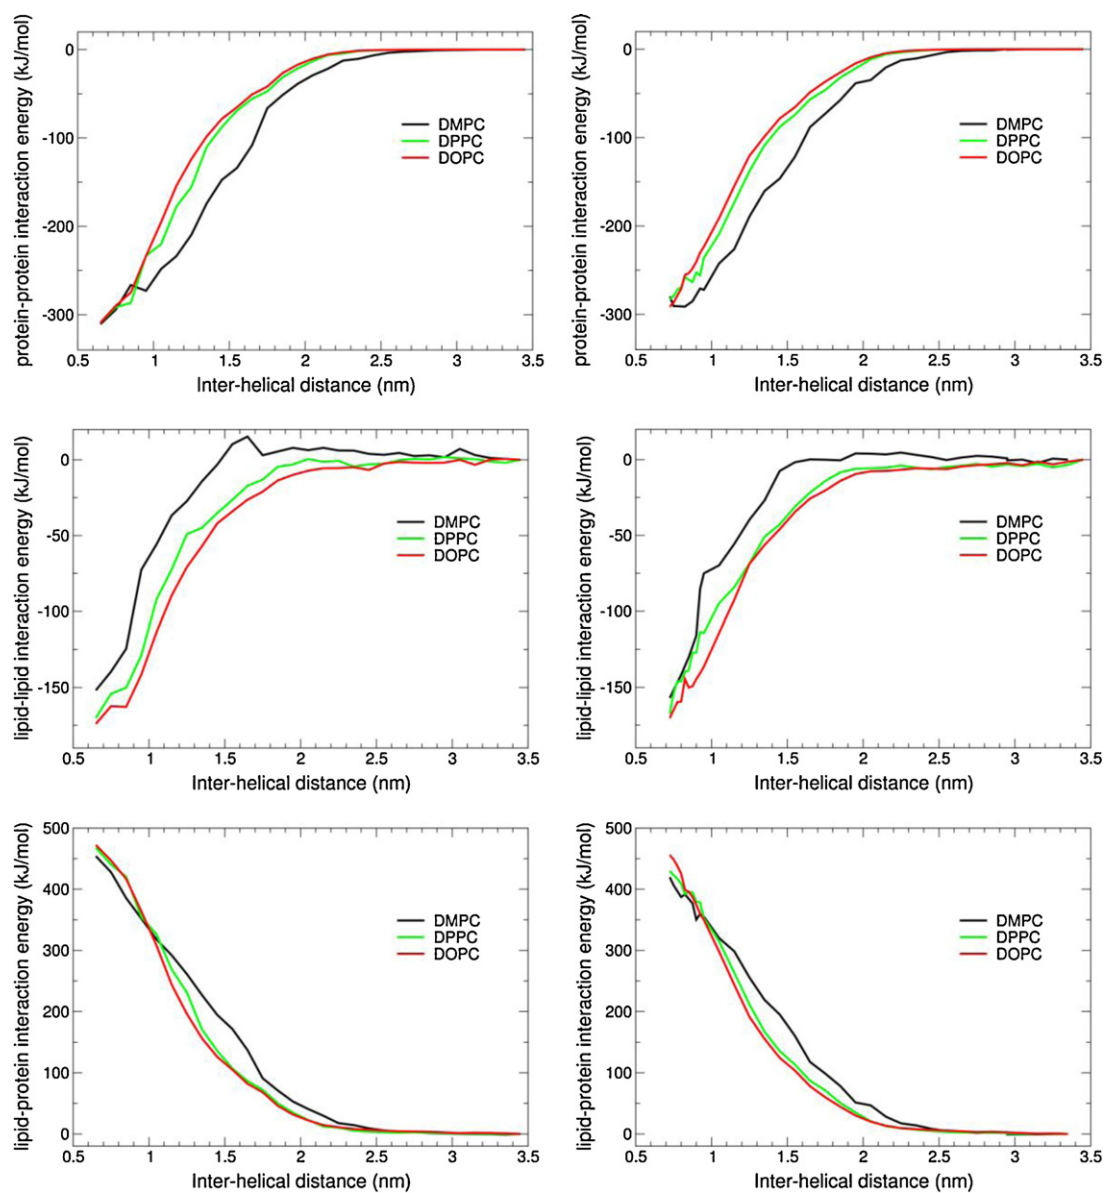 protein-protein interaction energy (kJ/mol)
0
-100
-200
-300
DMPC
DPPC
DOPC
0.5 1 1.5 2 2.5 3 3.5
Inter-helical distance (nm)
protein-protein interaction energy (kJ/mol)
0
-100
-200
-300
DMPC
DPPC
DOPC
0.5 1 1.5 2 2.5 3 3.5
Inter-helical distance (nm)
lipid-lipid interaction energy (kJ/mol)
0
-50
-100
-150
DMPC
DPPC
DOPC
0.5 1 1.5 2 2.5 3 3.5
Inter-helical distance (nm)
lipid-lipid interaction energy (kJ/mol)
0
-50
-100
-150
DMPC
DPPC
DOPC
0.5 1 1.5 2 2.5 3 3.5
Inter-helical distance (nm)
lipid-protein interaction energy (kJ/mol)
500
400
300
200
100
0
DMPC
DPPC
DOPC
0.5 1 1.5 2 2.5 3 3.5
Inter-helical distance (nm)
lipid-protein interaction energy (kJ/mol)
500
400
300
200
100
0
DMPC
DPPC
DOPC
0.5 1 1.5 2 2.5 3 3.5
Inter-helical distance (nm)